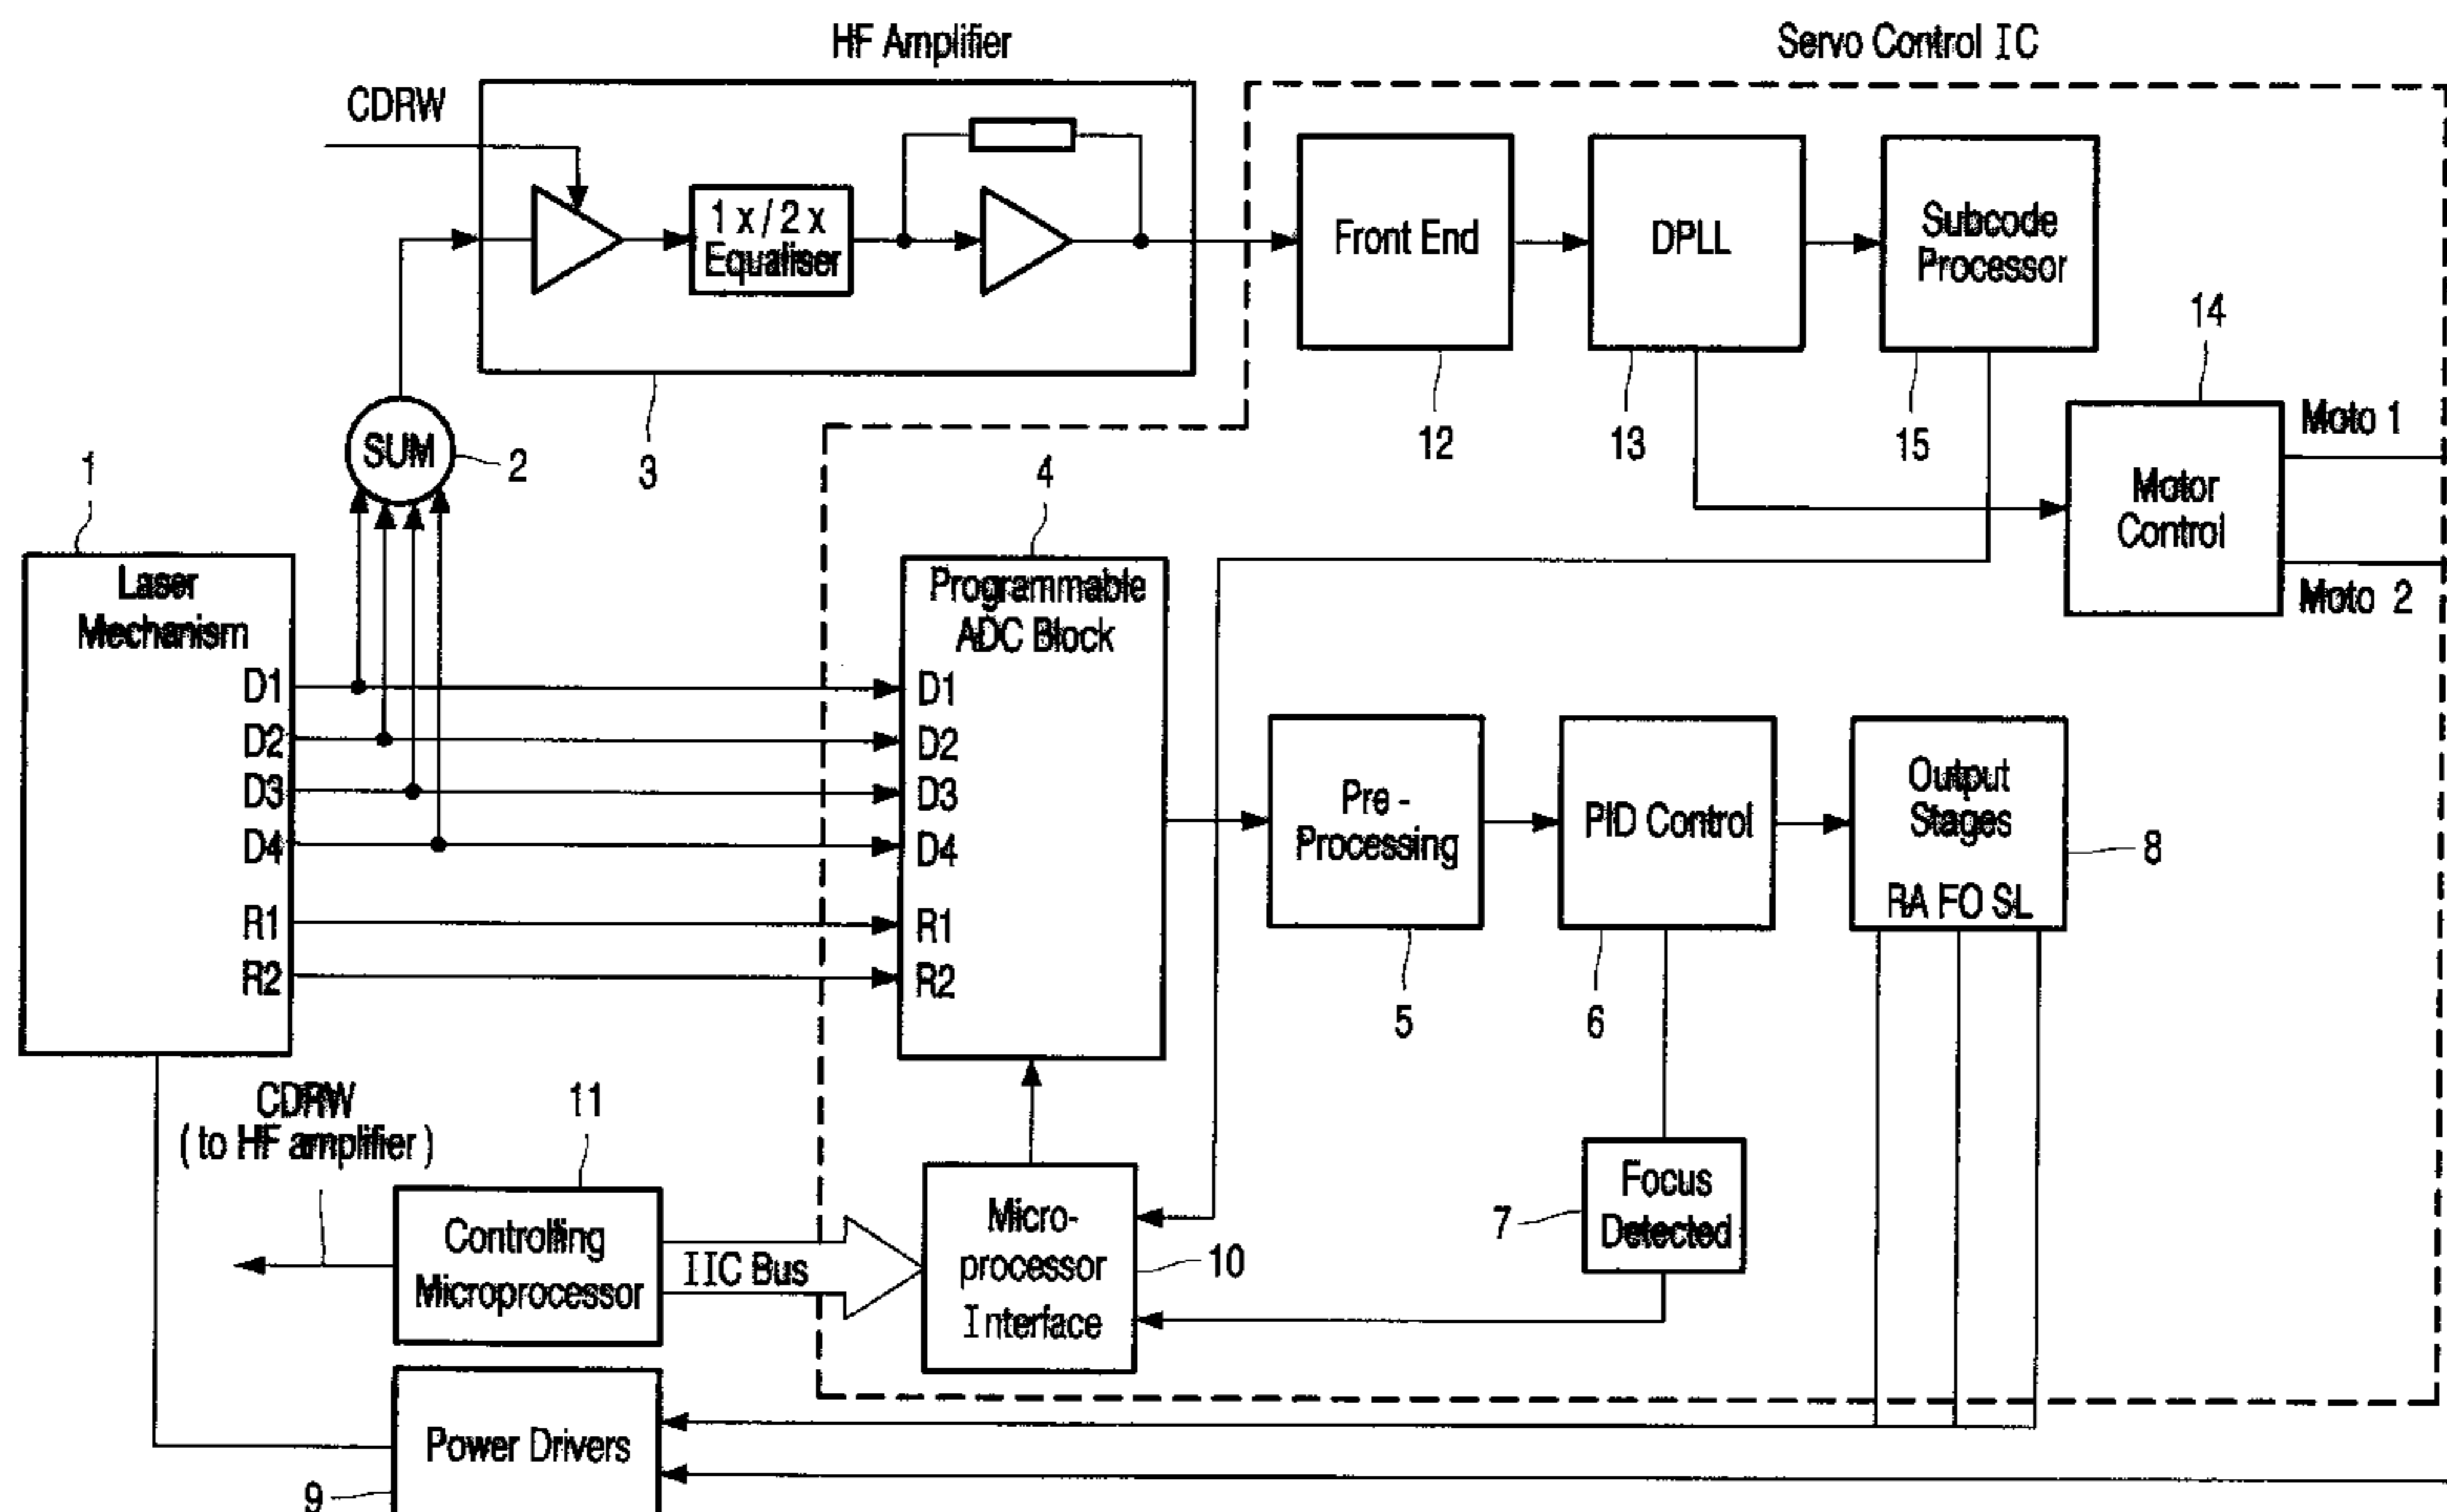 HF Amplifier
Servo Control IC
CDRW
1 x / 2 x
Equaliser
Front End
DPLL
Subcode
Processor
14
12
13
15
Moto 1
SUM
2
3
4
1
Motor
Control
Moto 2
Laser
Mechanism
Programmable
ADC Block
D1
D1
D2
D2
D3
D3
D4
D4
R1
R1
R2
R2
Pre -
Processing
PID Control
Output
Stages
RA FO SL
8
5
6
CDRW
( to HF amplifier )
11
Controlling
Microprocessor
IIC Bus
Micro-
processor
Interface
10
7
Focus
Detected
Power Drivers
9